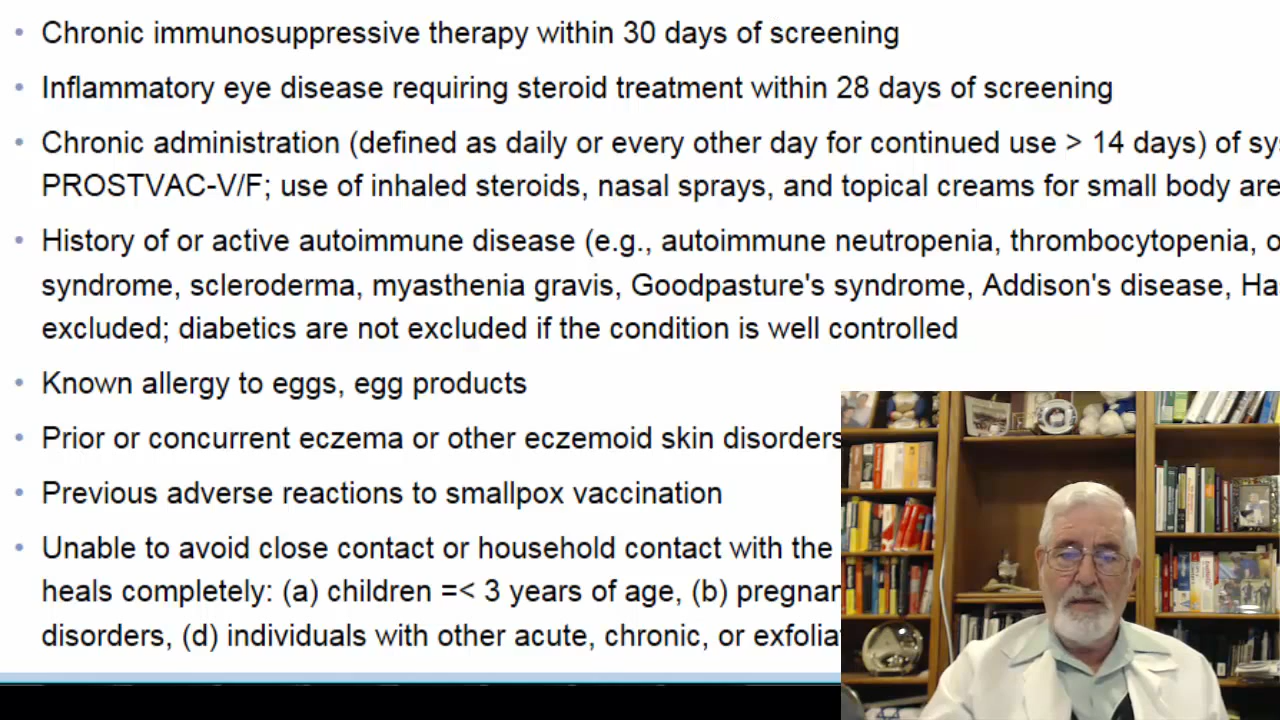 Chronic immunosuppressive therapy within 30 days of screening
Inflammatory eye disease requiring steroid treatment within 28 days of screening
Chronic administration (defined as daily or every other day for continued use > 14 days) of
PROSTVAC-V/F; use of inhaled steroids, nasal sprays, and topical creams for small body
History of or active autoimmune disease (e.g., autoimmune neutropenia, thrombocytopenia,
syndrome, scleroderma, myasthenia gravis, Goodpasture's syndrome, Addison's disease,
excluded; diabetics are not excluded if the condition is well controlled
Known allergy to eggs, egg products
Prior or concurrent eczema or other eczemoid skin disorders
Previous adverse reactions to smallpox vaccination
Unable to avoid close contact or household contact with the
heals completely: (a) children =< 3 years of age, (b)
disorders, (d) individuals with other acute, chronic, or